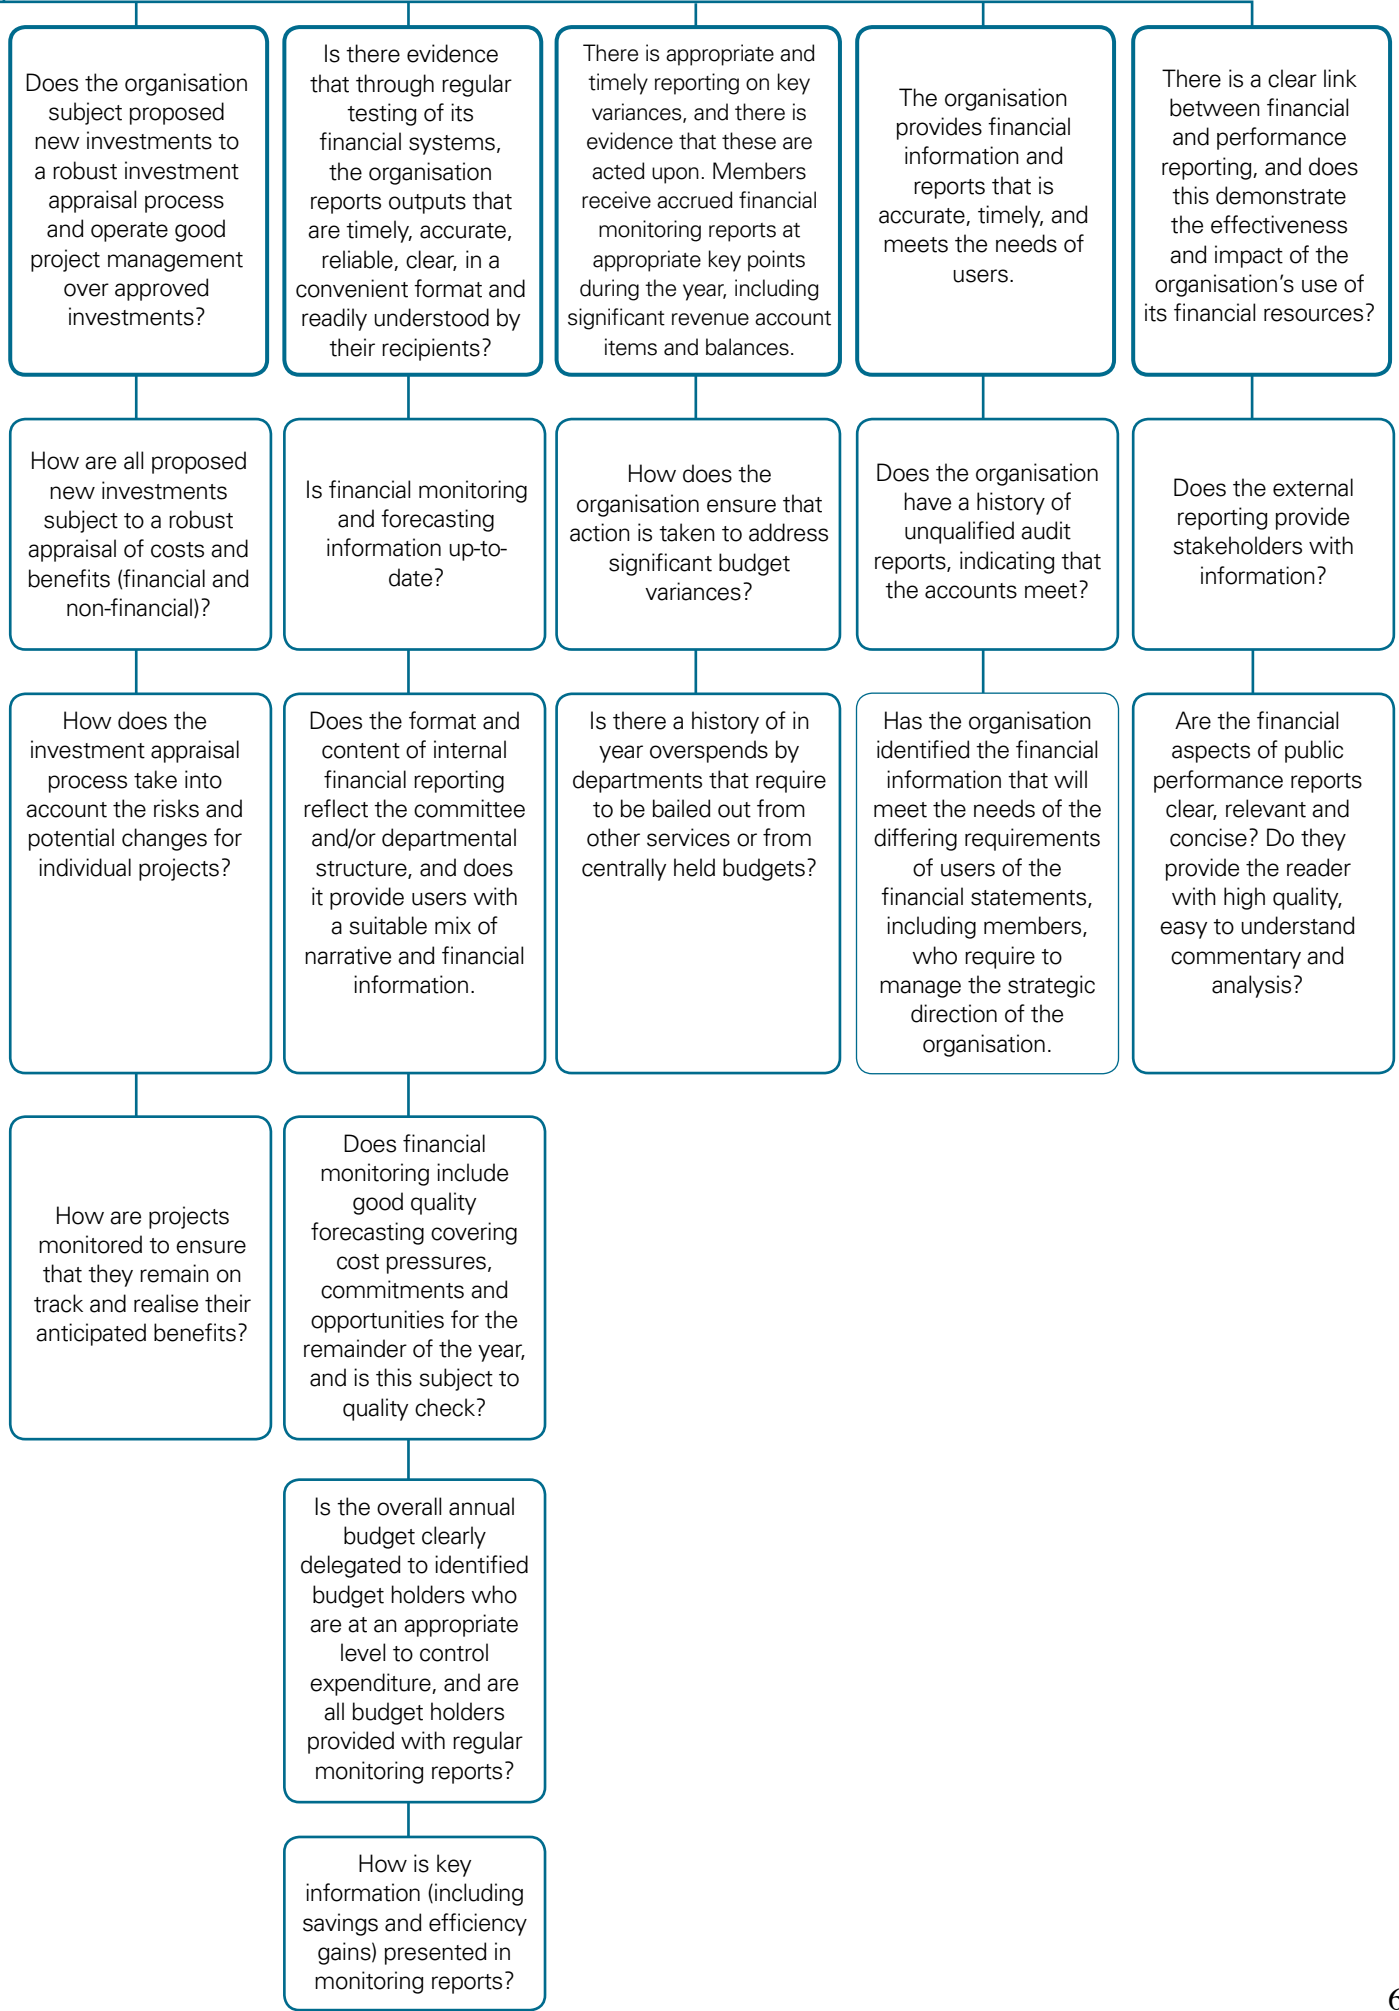 Does the organisation
subject proposed
new investments to
a robust investment
appraisal process
and operate good
project management
over approved
investments?
Is there evidence
that through regular
testing of its
financial systems,
the organisation
reports outputs that
are timely, accurate,
reliable, clear, in a
convenient format and
readily understood by
their recipients?
There is appropriate and
timely reporting on key
variances, and there is
evidence that these are
acted upon. Members
receive accrued financial
monitoring reports at
appropriate key points
during the year, including
significant revenue account
items and balances.
The organisation
provides financial
information and
reports that is
accurate, timely, and
meets the needs of
users.
There is a clear link
between financial
and performance
reporting, and does
this demonstrate
the effectiveness
and impact of the
organisation’s use of
its financial resources?
How are all proposed
new investments
subject to a robust
appraisal of costs and
benefits (financial and
non-financial)?
Is financial monitoring
and forecasting
information up-to-
date?
How does the
organisation ensure that
action is taken to address
significant budget
variances?
Does the organisation
have a history of
unqualified audit
reports, indicating that
the accounts meet?
Does the external
reporting provide
stakeholders with
information?
How does the
investment appraisal
process take into
account the risks and
potential changes for
individual projects?
Does the format and
content of internal
financial reporting
reflect the committee
and/or departmental
structure, and does
it provide users with
a suitable mix of
narrative and financial
information.
Is there a history of in
year overspends by
departments that require
to be bailed out from
other services or from
centrally held budgets?
Has the organisation
identified the financial
information that will
meet the needs of the
differing requirements
of users of the
financial statements,
including members,
who require to
manage the strategic
direction of the
organisation.
Are the financial
aspects of public
performance reports
clear, relevant and
concise? Do they
provide the reader
with high quality,
easy to understand
commentary and
analysis?
How are projects
monitored to ensure
that they remain on
track and realise their
anticipated benefits?
Does financial
monitoring include
good quality
forecasting covering
cost pressures,
commitments and
opportunities for the
remainder of the year,
and is this subject to
quality check?
Is the overall annual
budget clearly
delegated to identified
budget holders who
are at an appropriate
level to control
expenditure, and are
all budget holders
provided with regular
monitoring reports?
How is key
information (including
savings and efficiency
gains) presented in
monitoring reports?